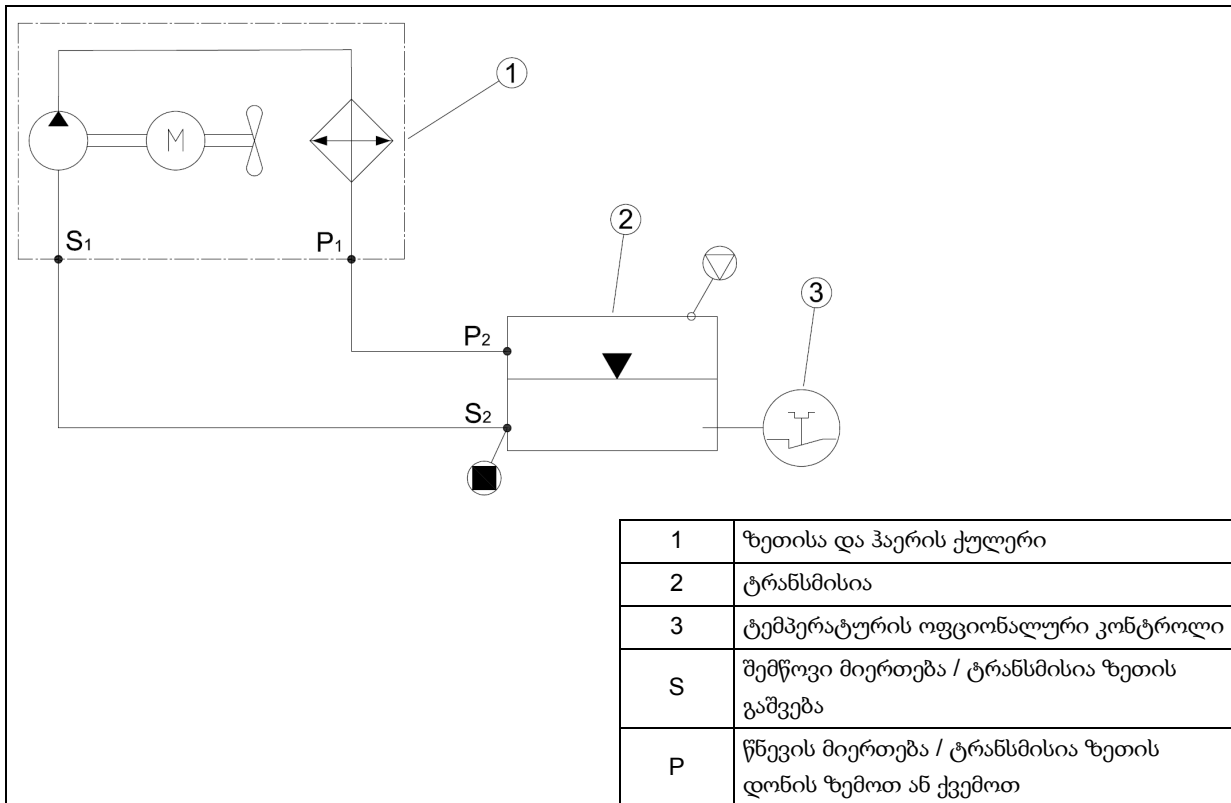 1
M
S1
P1
2
3
P2
S2
1 ზეთისა და ჰაერის ქულერი
2 ტრანსმისია
3 ტემპერატურის ოფციონალური კონტროლი
S შემწოვი მიერთება / ტრანსმისია ზეთის
გაშვება
P წნევის მიერთება / ტრანსმისია ზეთის
დონის ზემოთ ან ქვემოთ